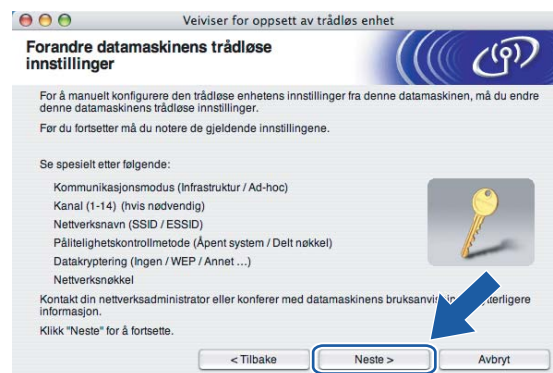 Veiviser for oppsett av trådløs enhet
Forandre datamaskinens trådløse
innstillinger
For å manuelt konfigurere den trådløse enhetens innstillinger fra denne datamaskinen, må du endre
denne datamaskinens trådløse innstillinger.
Før du fortsetter må du notere de gjeldende innstillingene.
Se spesielt etter følgende:
Kommunikasjonsmodus (Infrastruktur / Ad-hoc)
Kanal (1-14) (hvis nødvendig)
Nettverksnavn (SSID / ESSID)
Pålitelighetskontrollmetode (Åpent system / Delt nøkkel)
Datakryptering (Ingen / WEP / Annet ...)
Nettverksnøkkel
Kontakt din nettverksadministrator eller konferer med datamaskinens
informasjon.
Klikk "Neste" for å fortsette.
< Tilbake
Neste >
Avbryt